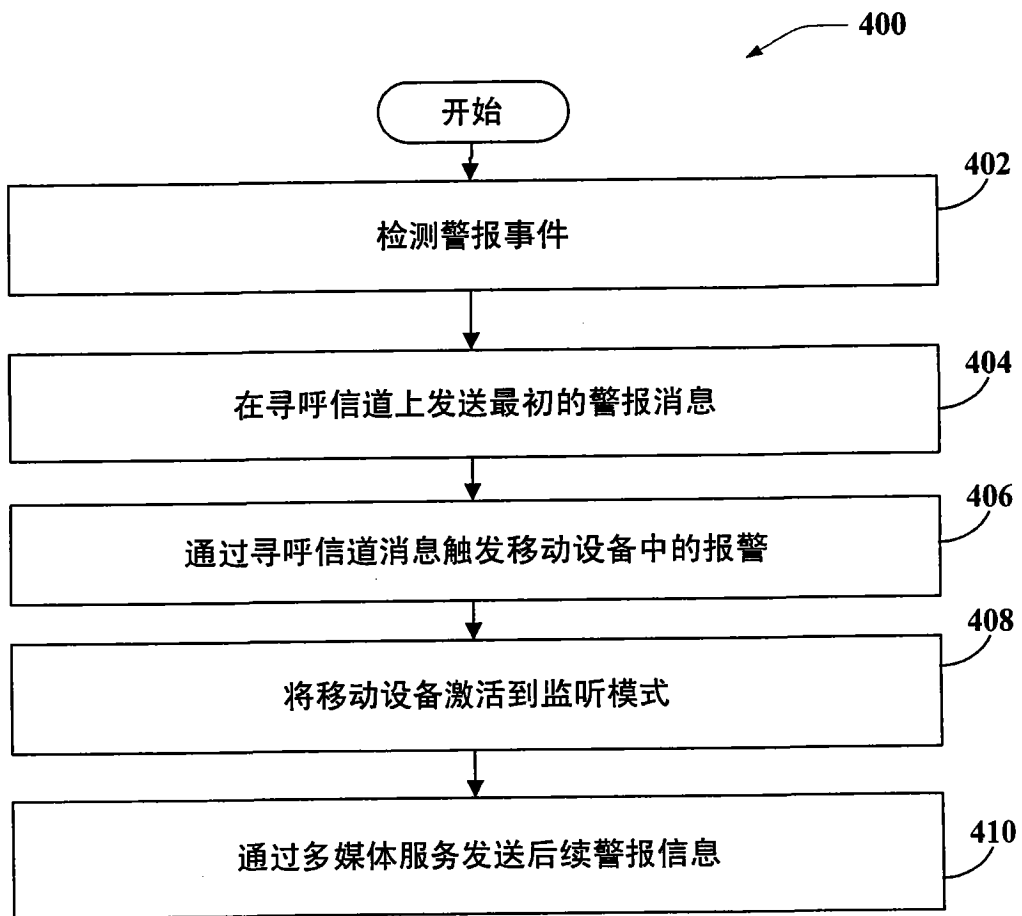 400
开始
402
检测警报事件
404
在寻呼信道上发送最初的警报消息
406
通过寻呼信道消息触发移动设备中的报警
408
将移动设备激活到监听模式
410
通过多媒体服务发送后续警报信息